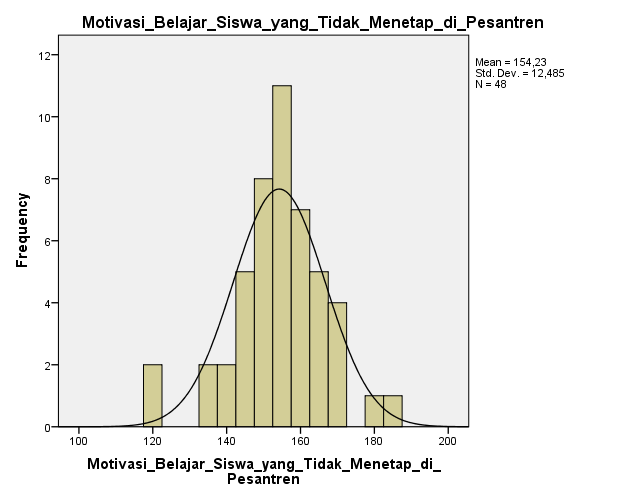 Motivasi_Belajar_Siswa_yang_Tidak_Menetap_di_Pesantren
Mean = 154,23
Std. Dev. = 12,485
N = 48
Frequency
12
10
8
6
4
2
0
100 120 140 160 180 200
Motivasi_Belajar_Siswa_yang_Tidak_Menetap_di_
Pesantren